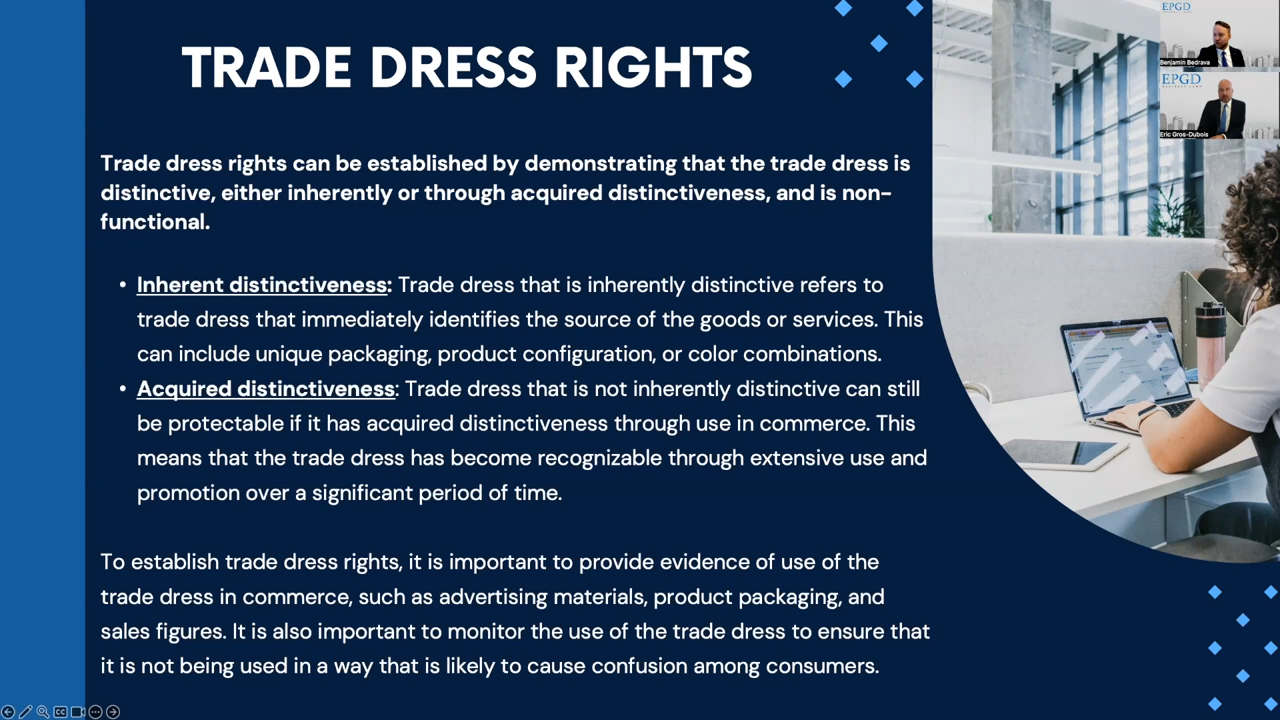 TRADE DRESS RIGHTS
Trade dress rights can be established by demonstrating that the trade dress is
distinctive, either inherently or through acquired distinctiveness, and is non-
functional.
• Inherent distinctiveness: Trade dress that is inherently distinctive refers to
trade dress that immediately identifies the source of the goods or services. This
can include unique packaging, product configuration, or color combinations.
• Acquired distinctiveness: Trade dress that is not inherently distinctive can still
be protectable if it has acquired distinctiveness through use in commerce. This
means that the trade dress has become recognizable through extensive use and
promotion over a significant period of time.
To establish trade dress rights, it is important to provide evidence of use of the
trade dress in commerce, such as advertising materials, product packaging, and
sales figures. It is also important to monitor the use of the trade dress to ensure that
it is not being used in a way that is likely to cause confusion among consumers.
EPGD
Benjamin Bedrava
EPGD
Eric Gros-Dubois
CC